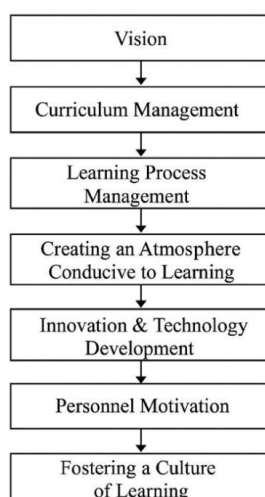 Vision
Curriculum Management
Learning Process
Management
Creating an Atmosphere
Conducive to Learning
Innovation & Technology
Development
Personnel Motivation
Fostering a Culture
of Learning